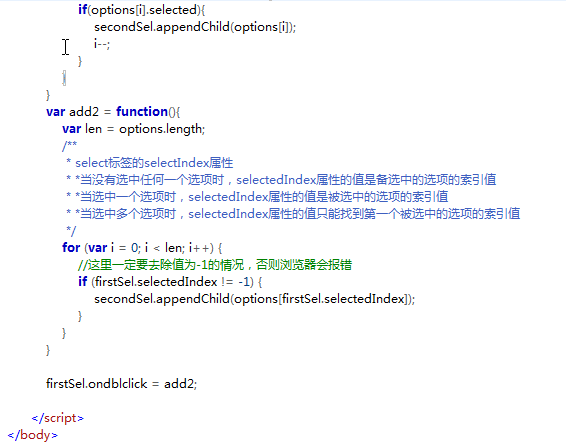 if(options[i].selected){
secondSel.appendChild(options[i]);
i--;
}
}
}
var add2 = function(){
var len = options.length;
/**
* select标签的selectIndex属性
* *当没有选中任何一个选项时，selectedIndex属性的值是备选中的选项的索引值
* *当选中一个选项时，selectedIndex属性的值是被选中的选项的索引值
* *当选中多个选项时，selectedIndex属性的值只能找到第一个被选中的选项的索引值
*/
for (var i = 0; i < len; i++) {
//这里一定要去除值为-1的情况，否则浏览器会报错
if (firstSel.selectedIndex != -1) {
secondSel.appendChild(options[firstSel.selectedIndex]);
}
}
}
firstSel.ondblclick = add2;
</script>
</body>